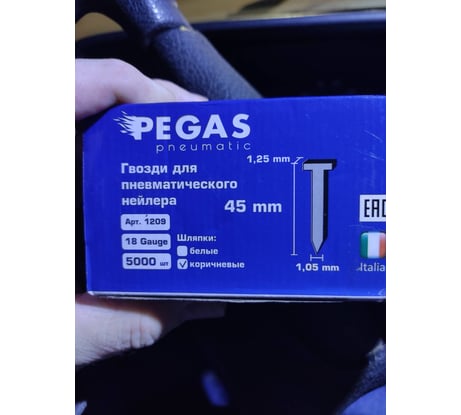 PEGAS
pneumatic
Гвозди для
пневматического
нейлера
45 mm
1,25 mm
1,05 mm
Арт. 1209
18 Gauge
5000 шт
Шляпки:
белые
коричневые
EAC
Italia